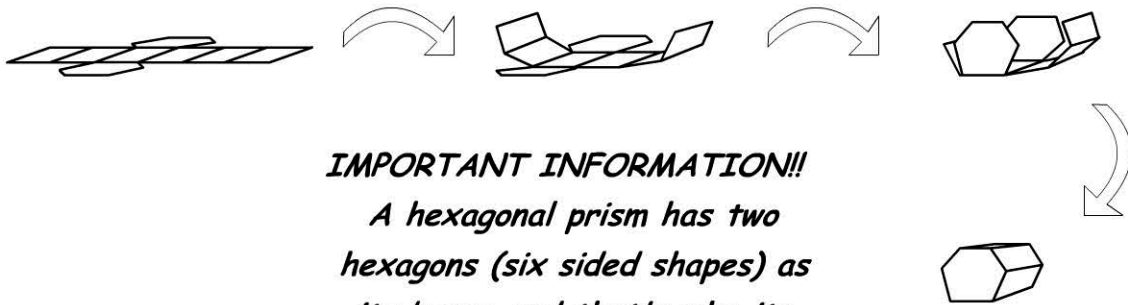 IMPORTANT INFORMATION!!
A hexagonal prism has two
hexagons (six sided shapes) as